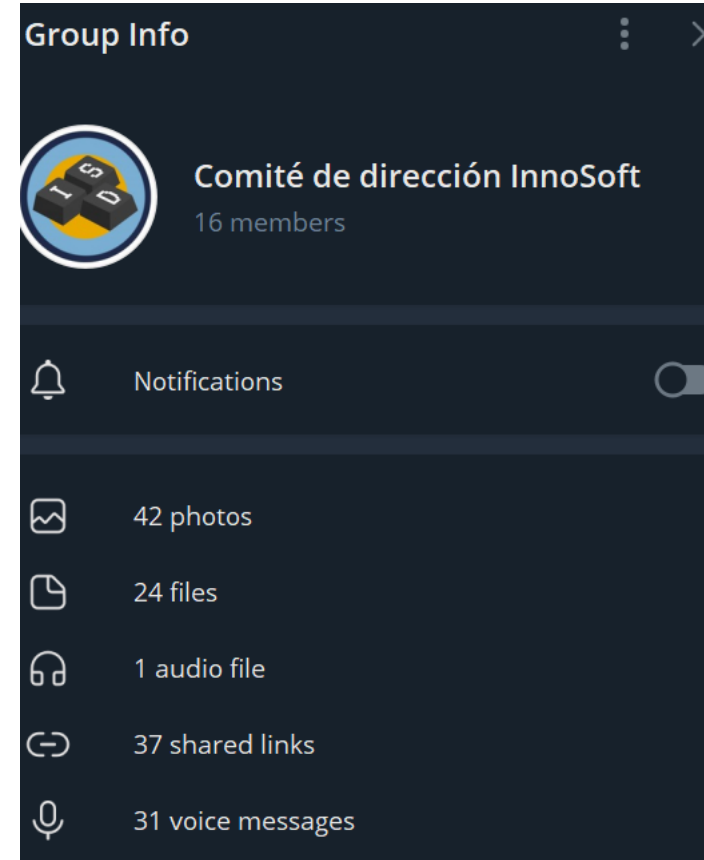 Group Info
I S D
Comité de dirección InnoSoft
16 members
Notifications
42 photos
24 files
1 audio file
37 shared links
31 voice messages